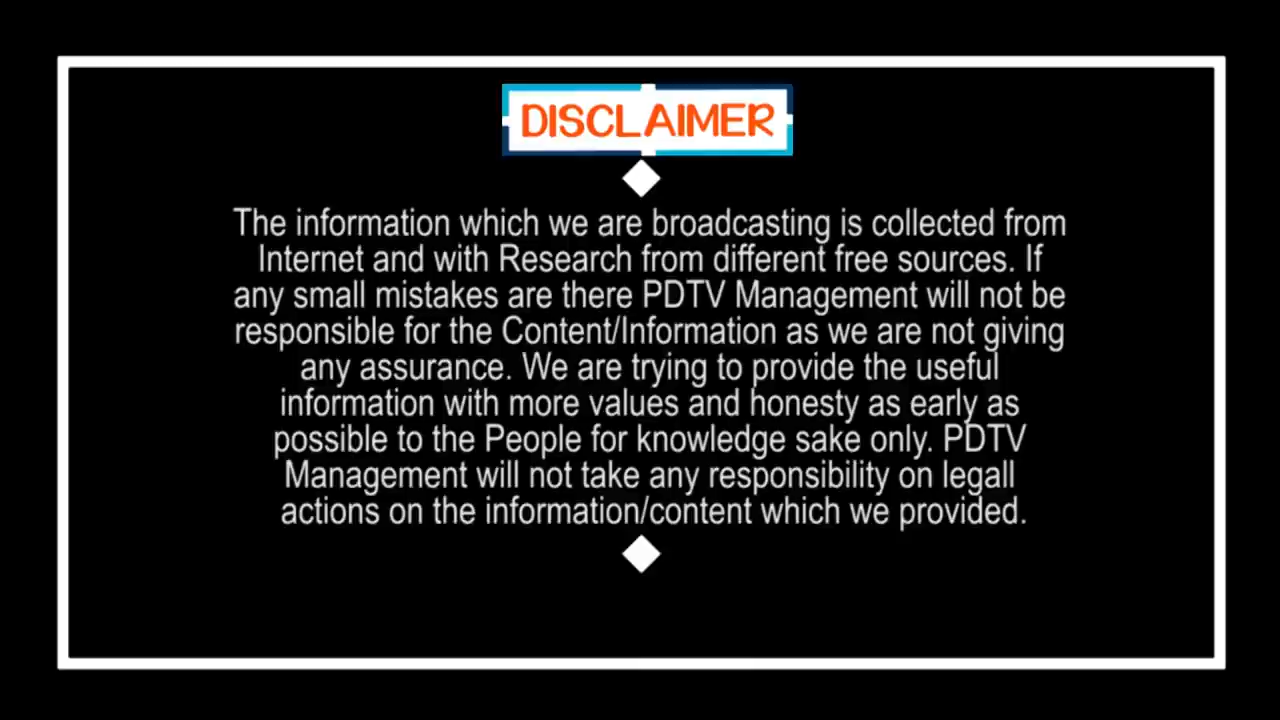 DISCLAIMER
The information which we are broadcasting is collected from
Internet and with Research from different free sources. If
any small mistakes are there PDTV Management will not be
responsible for the Content/Information as we are not giving
any assurance. We are trying to provide the useful
information with more values and honesty as early as
possible to the People for knowledge sake only. PDTV
Management will not take any responsibility on legall
actions on the information/content which we provided.